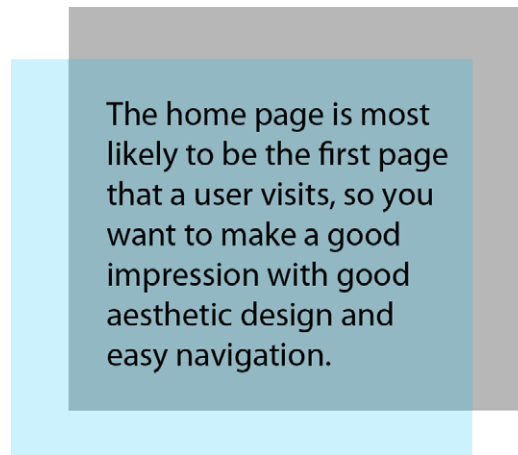 The home page is most
likely to be the first page
that a user visits, so you
want to make a good
impression with good
aesthetic design and
easy navigation.